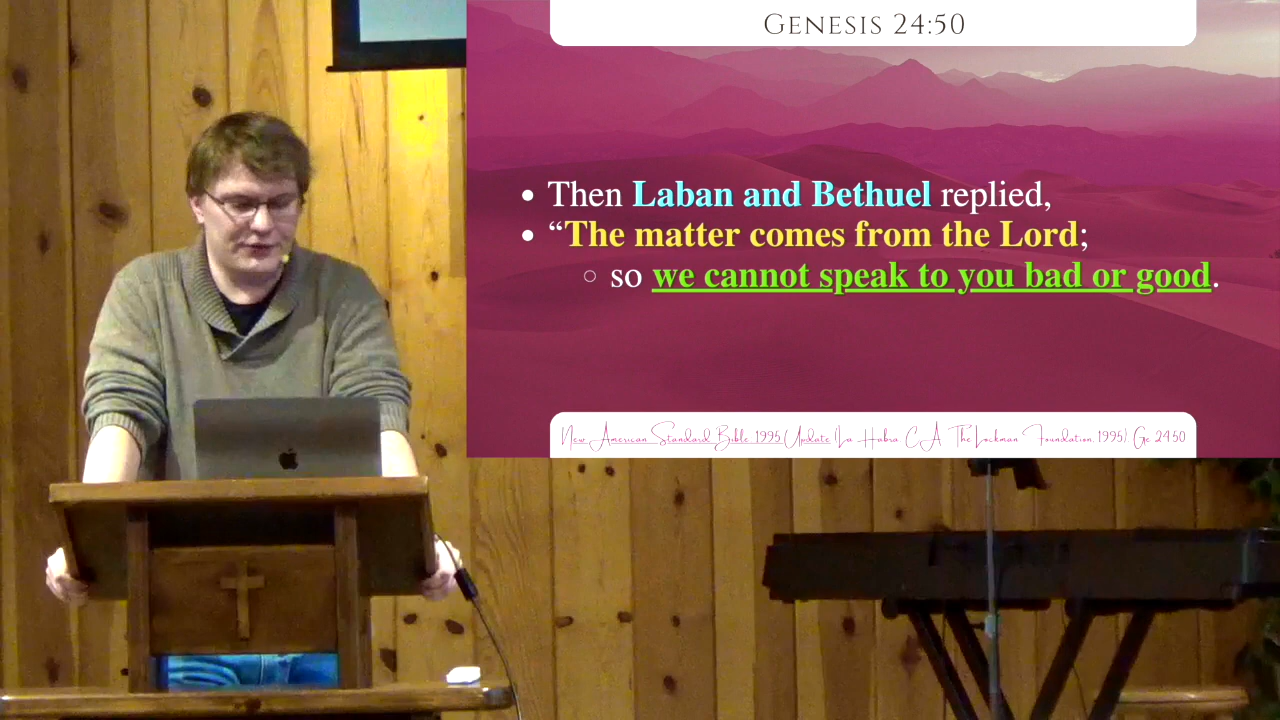 Genesis 24:50
• Then Laban and Bethuel replied,
• “The matter comes from the Lord;
○ so we cannot speak to you bad or good.
New American Standard Bible: 1995 Update (La Habra, CA: The Lockman Foundation, 1995), Ge 24:50